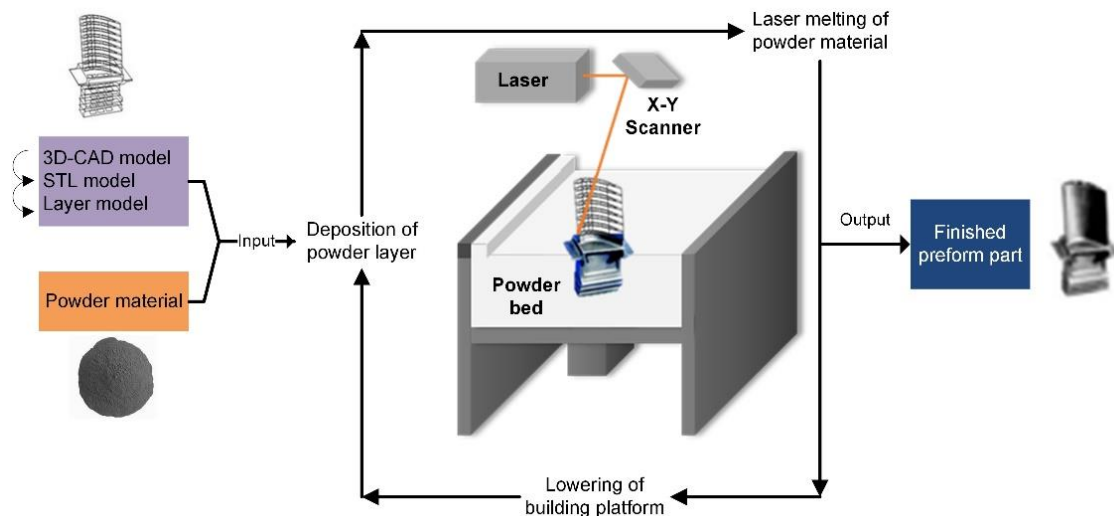 Laser melting of
powder material
Laser
X-Y
Scanner
3D-CAD model
STL model
Layer model
Input
Deposition of
powder layer
Output
Finished
preform part
Powder material
Powder
bed
Lowering of
building platform